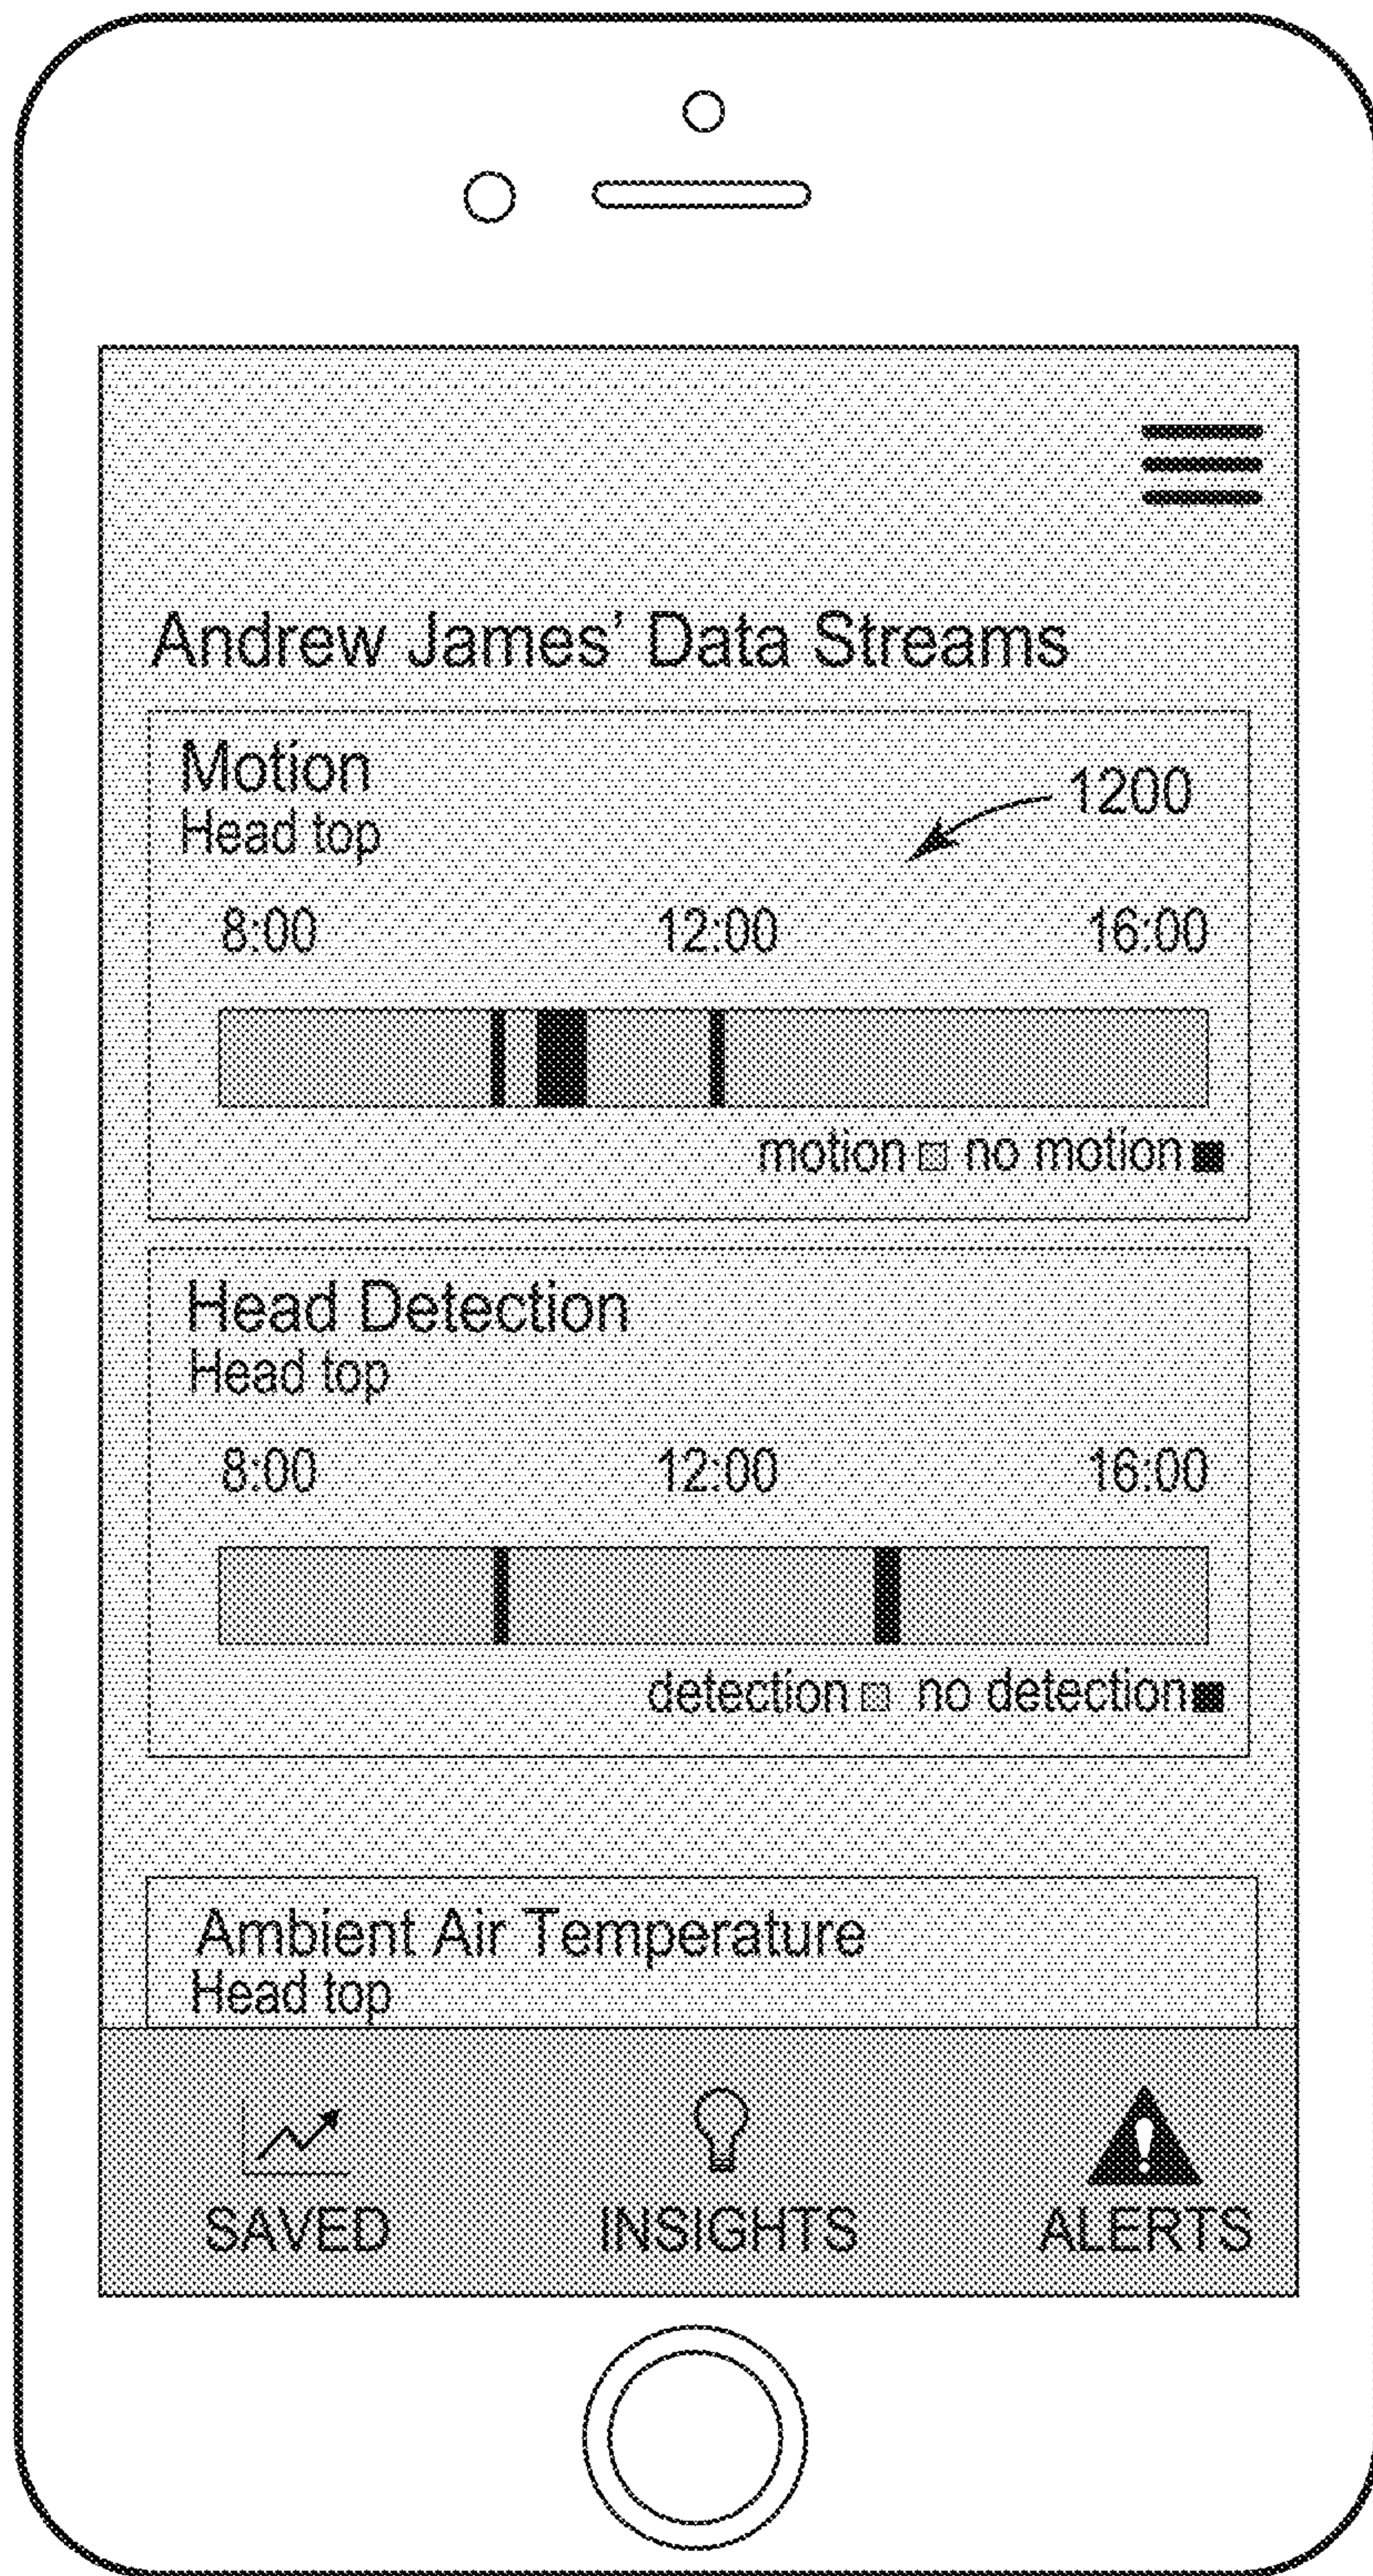 Andrew James' Data Streams
Motion
1200
Head top
8:00 12:00 16:00
motion no motion
Head Detection
Head top
8:00 12:00 16:00
detection no detection
Ambient Air Temperature
Head top
SAVED INSIGHTS ALERTS